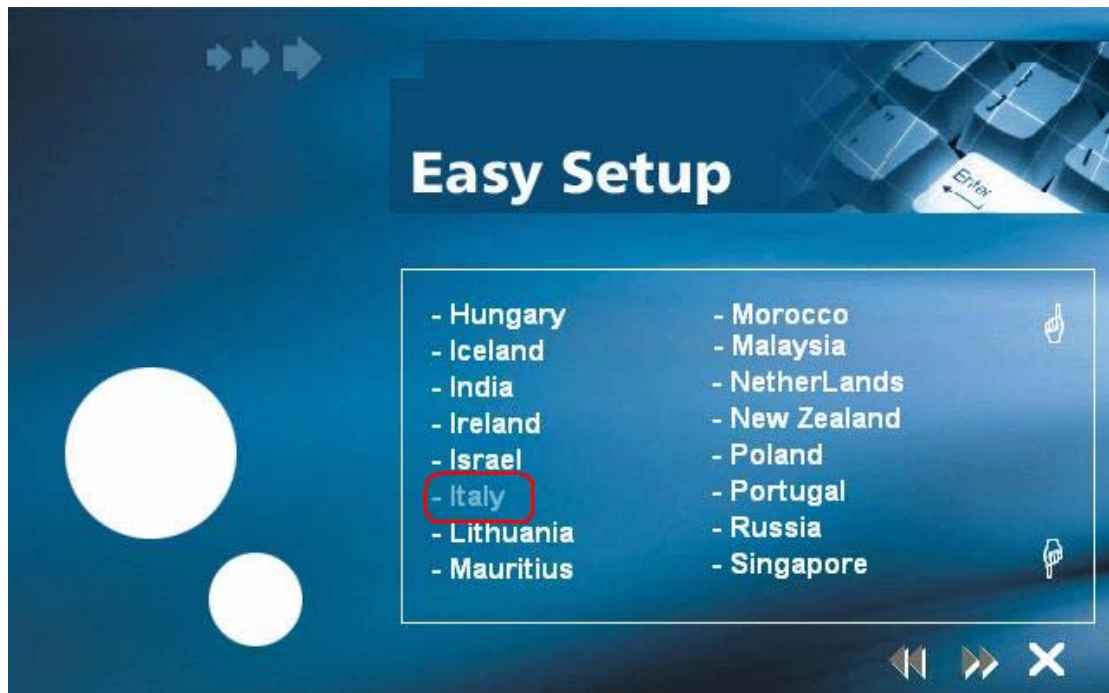 Easy Setup
Enter
- Hungary
- Iceland
- India
- Ireland
- Israel
- Italy
- Lithuania
- Mauritius
- Morocco
- Malaysia
- NetherLands
- New Zealand
- Poland
- Portugal
- Russia
- Singapore